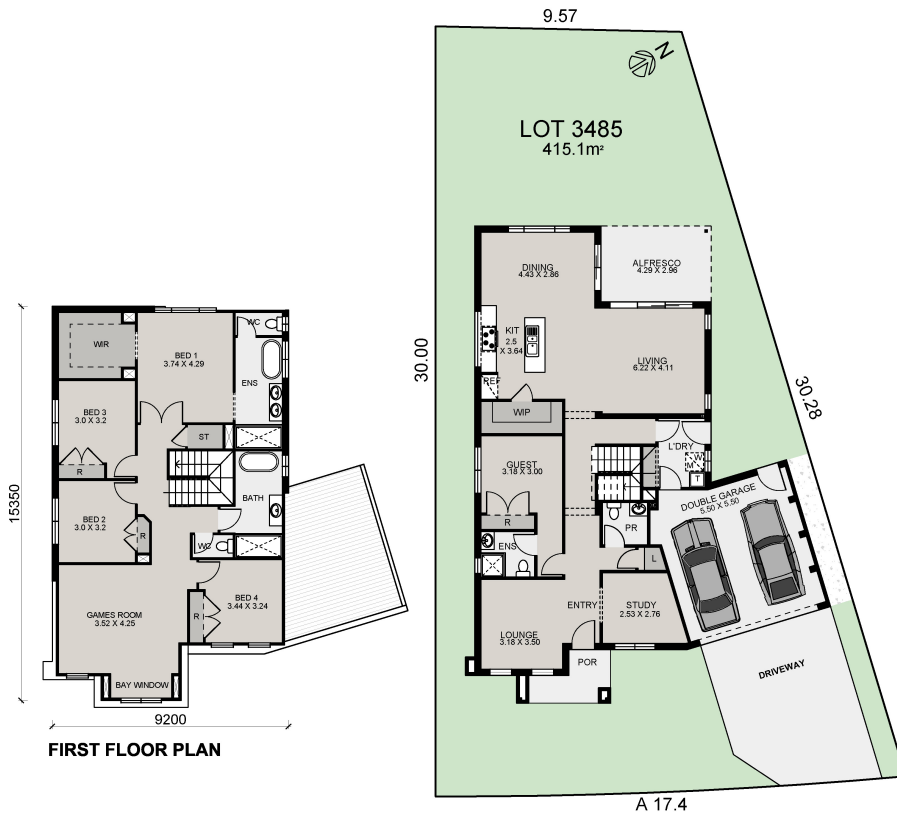 9.57
N
LOT 3485
415.1m²
30.00
30.28
DINING
4.43 X 2.86
ALFRESCO
4.29 X 2.96
KIT
2.5
X 3.64
LIVING
6.22 X 4.11
REF
WIP
L'DRY
W
M
T
GUEST
3.18 X 3.00
R
DOUBLE GARAGE
5.50 X 5.50
PR
ENS
L
ENTRY
STUDY
2.53 X 2.76
LOUNGE
3.18 X 3.50
POR
DRIVEWAY
A 17.4
WIR
BED 1
3.74 X 4.29
WC
ENS
BED 3
3.0 X 3.2
ST
R
BED 2
3.0 X 3.2
R
BATH
WC
GAMES ROOM
3.52 X 4.25
BED 4
3.44 X 3.24
R
BAY WINDOW
15350
9200
FIRST FLOOR PLAN